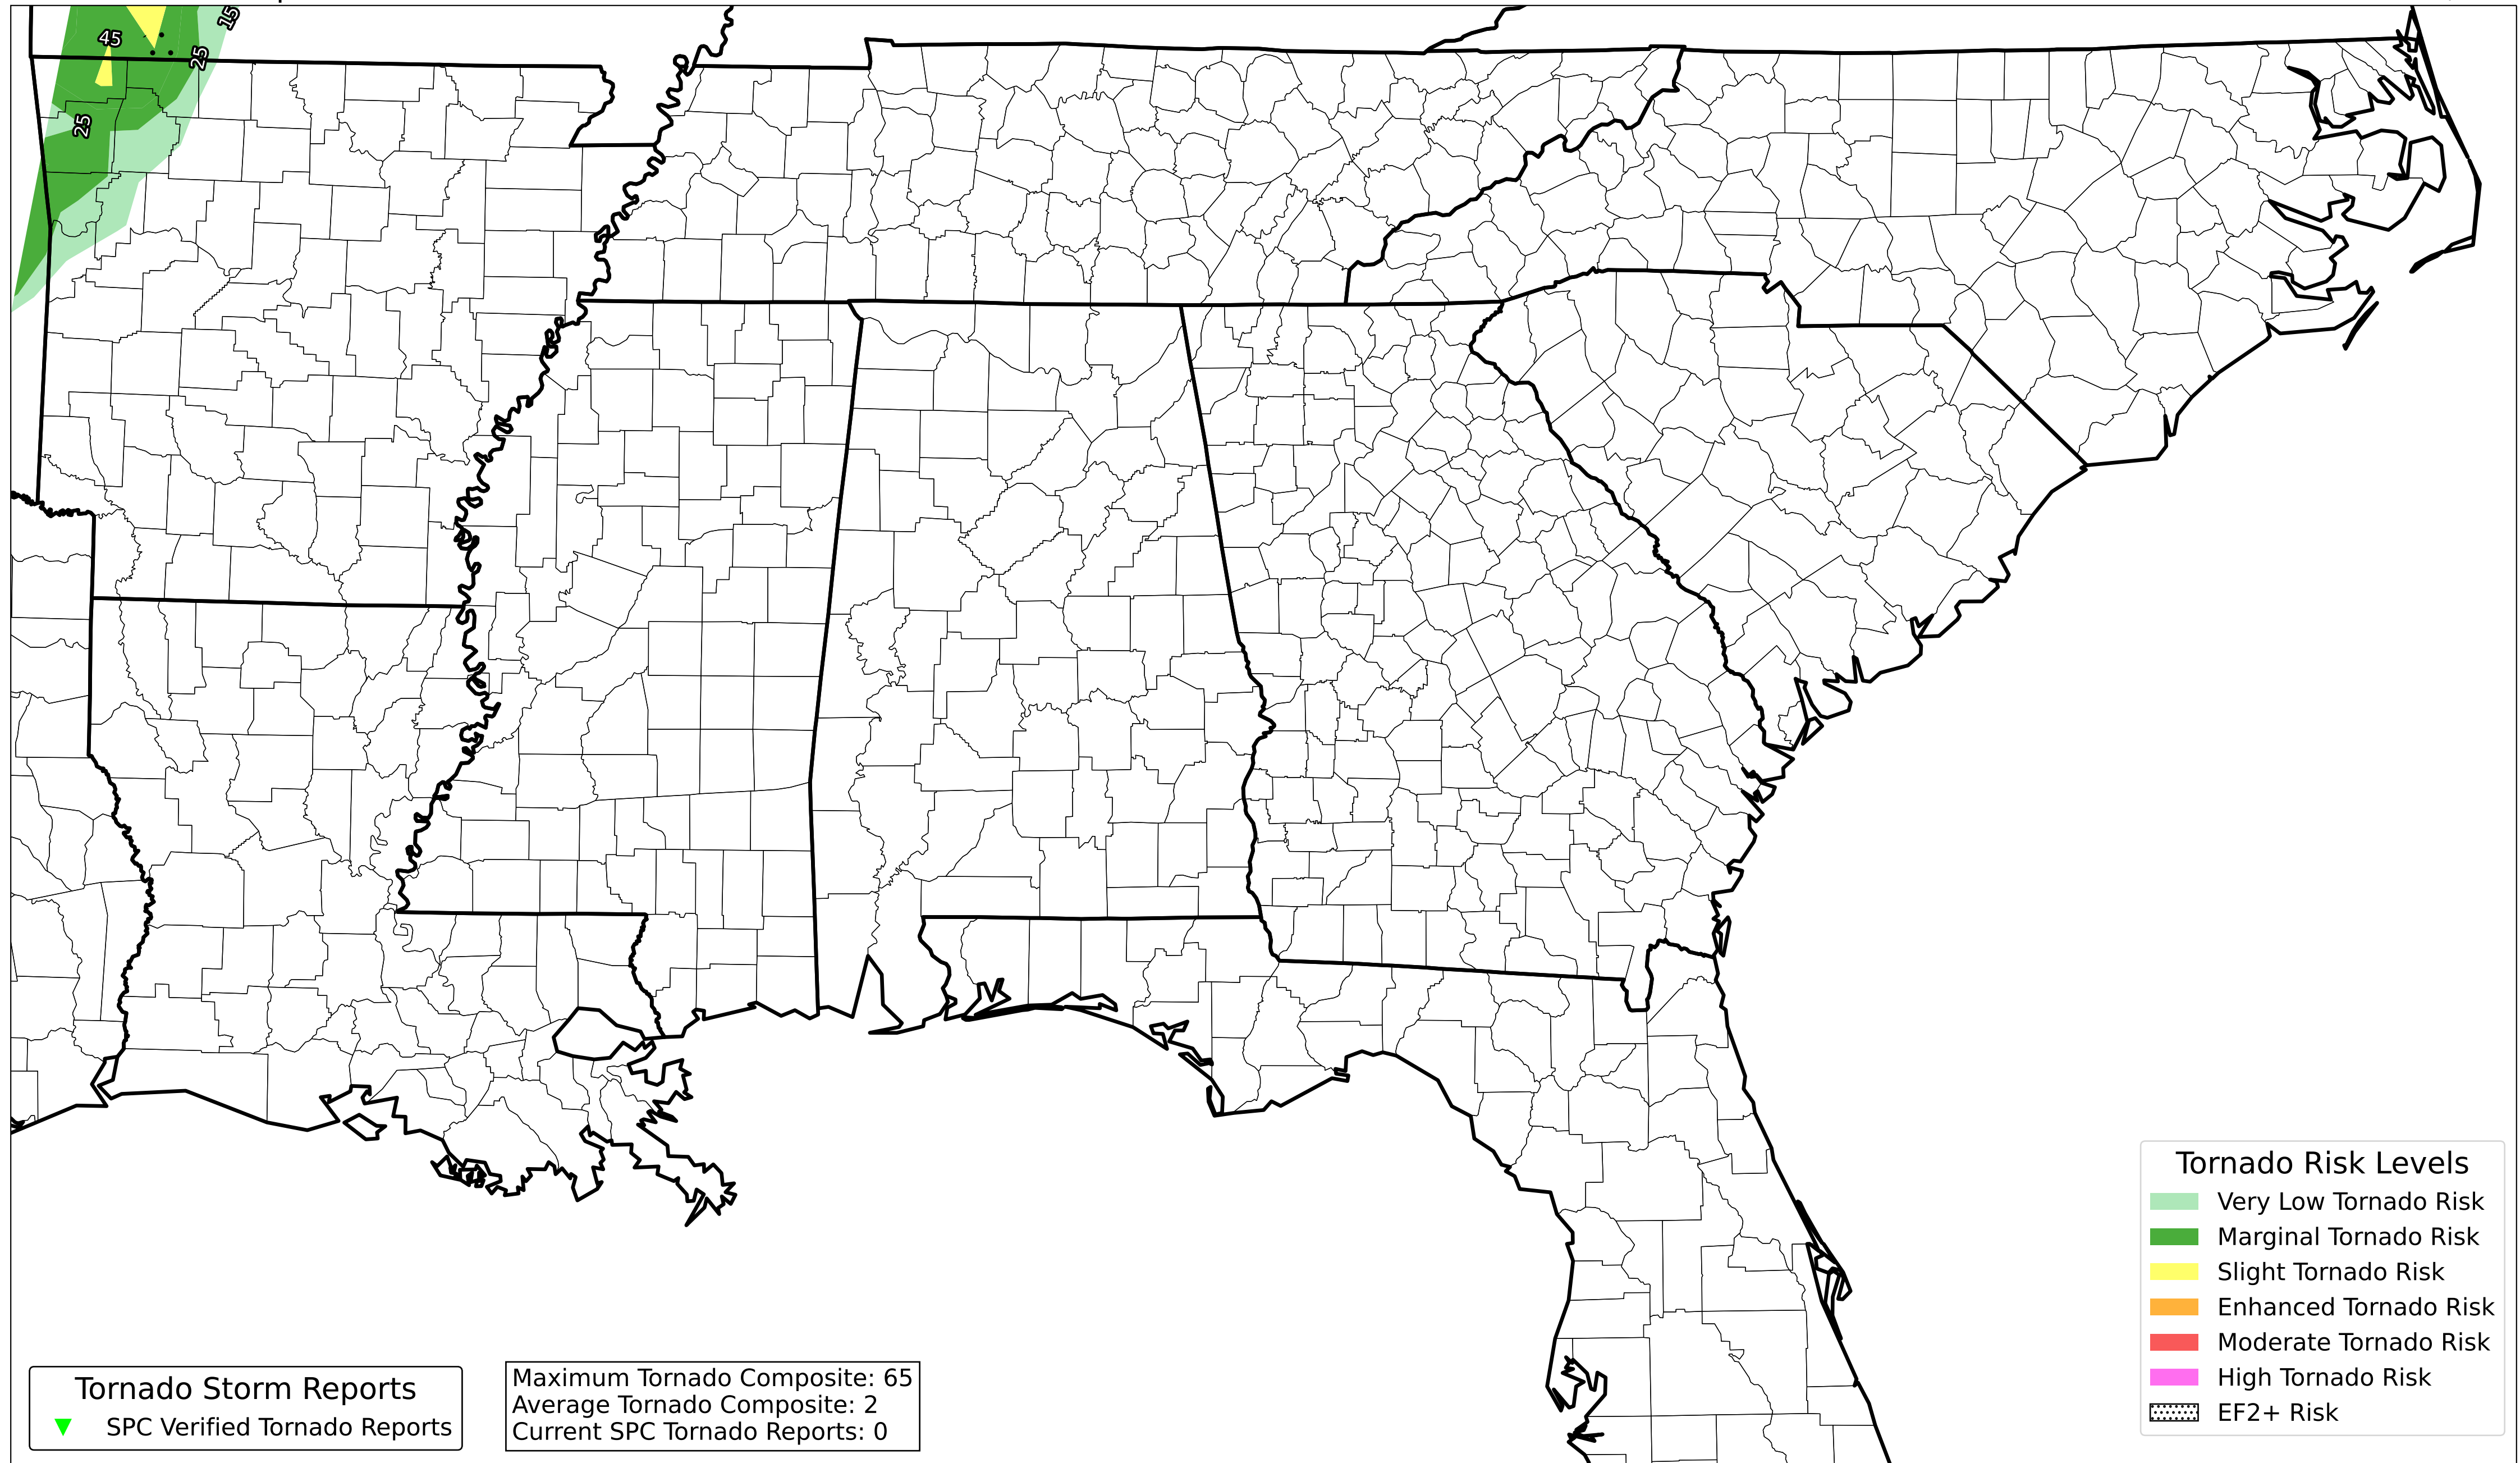 15
45
25
25
Tornado Risk Levels
Very Low Tornado Risk
Marginal Tornado Risk
Slight Tornado Risk
Enhanced Tornado Risk
Moderate Tornado Risk
High Tornado Risk
EF2+ Risk
Tornado Storm Reports
SPC Verified Tornado Reports
Maximum Tornado Composite: 65
Average Tornado Composite: 2
Current SPC Tornado Reports: 0